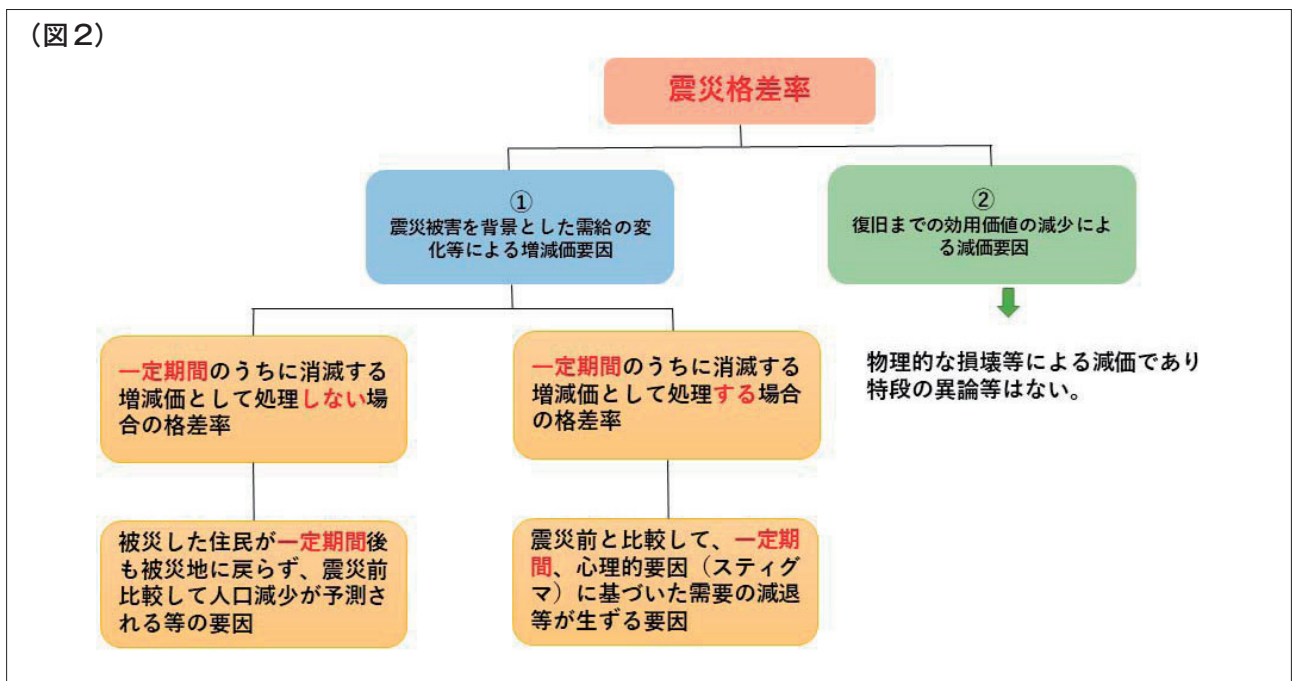 （図2）
震災格差率
①
震災被害を背景とした需給の変
化等による増減価要因
②
復旧までの効用価値の減少によ
る減価要因
一定期間のうちに消滅する
増減価として処理しない場
合の格差率
一定期間のうちに消滅する
増減価として処理する場合
の格差率
物理的な損壊等による減価であり
特段の異論等はない。
被災した住民が一定期間後
も被災地に戻らず、震災前
比較して人口減少が予測さ
れる等の要因
震災前と比較して、一定期
間、心理的要因（スティグ
マ）に基づいた需要の減退
等が生ずる要因